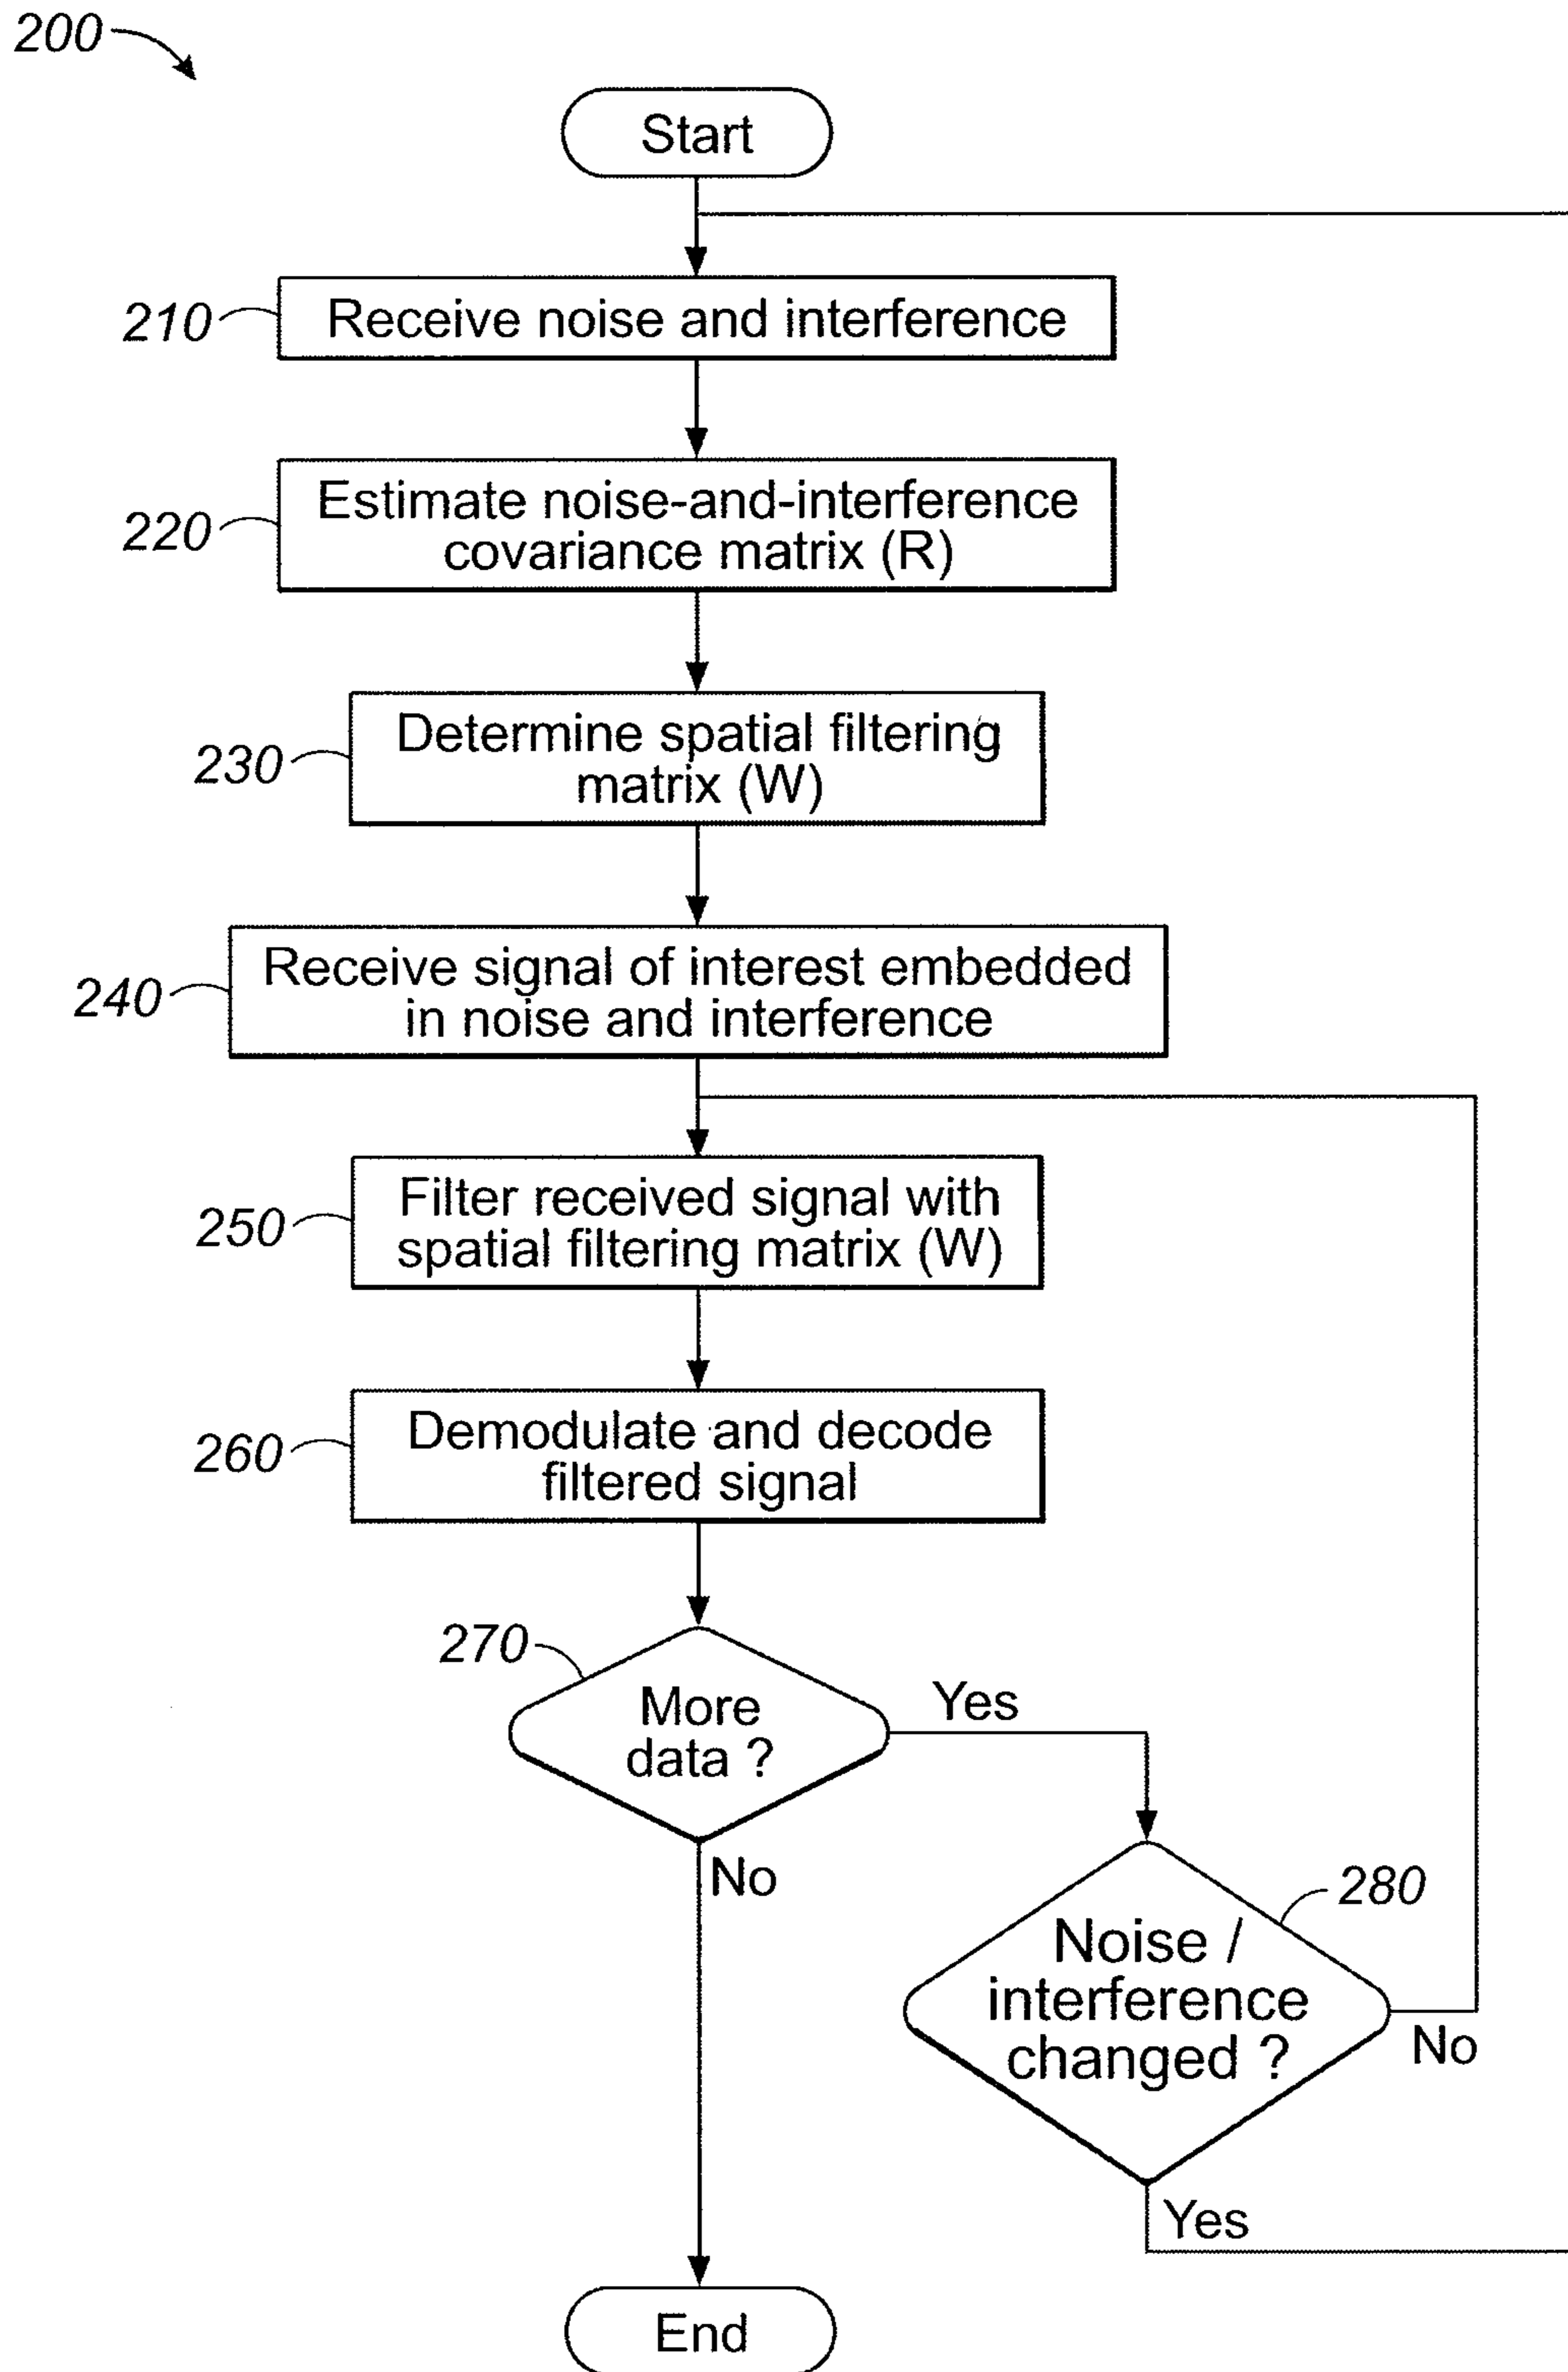 200
Start
210
Receive noise and interference
220
Estimate noise-and-interference
covariance matrix (R)
230
Determine spatial filtering
matrix (W)
240
Receive signal of interest embedded
in noise and interference
250
Filter received signal with
spatial filtering matrix (W)
260
Demodulate and decode
filtered signal
270
More
data ?
Yes
No
280
Noise /
interference
changed ?
No
Yes
End